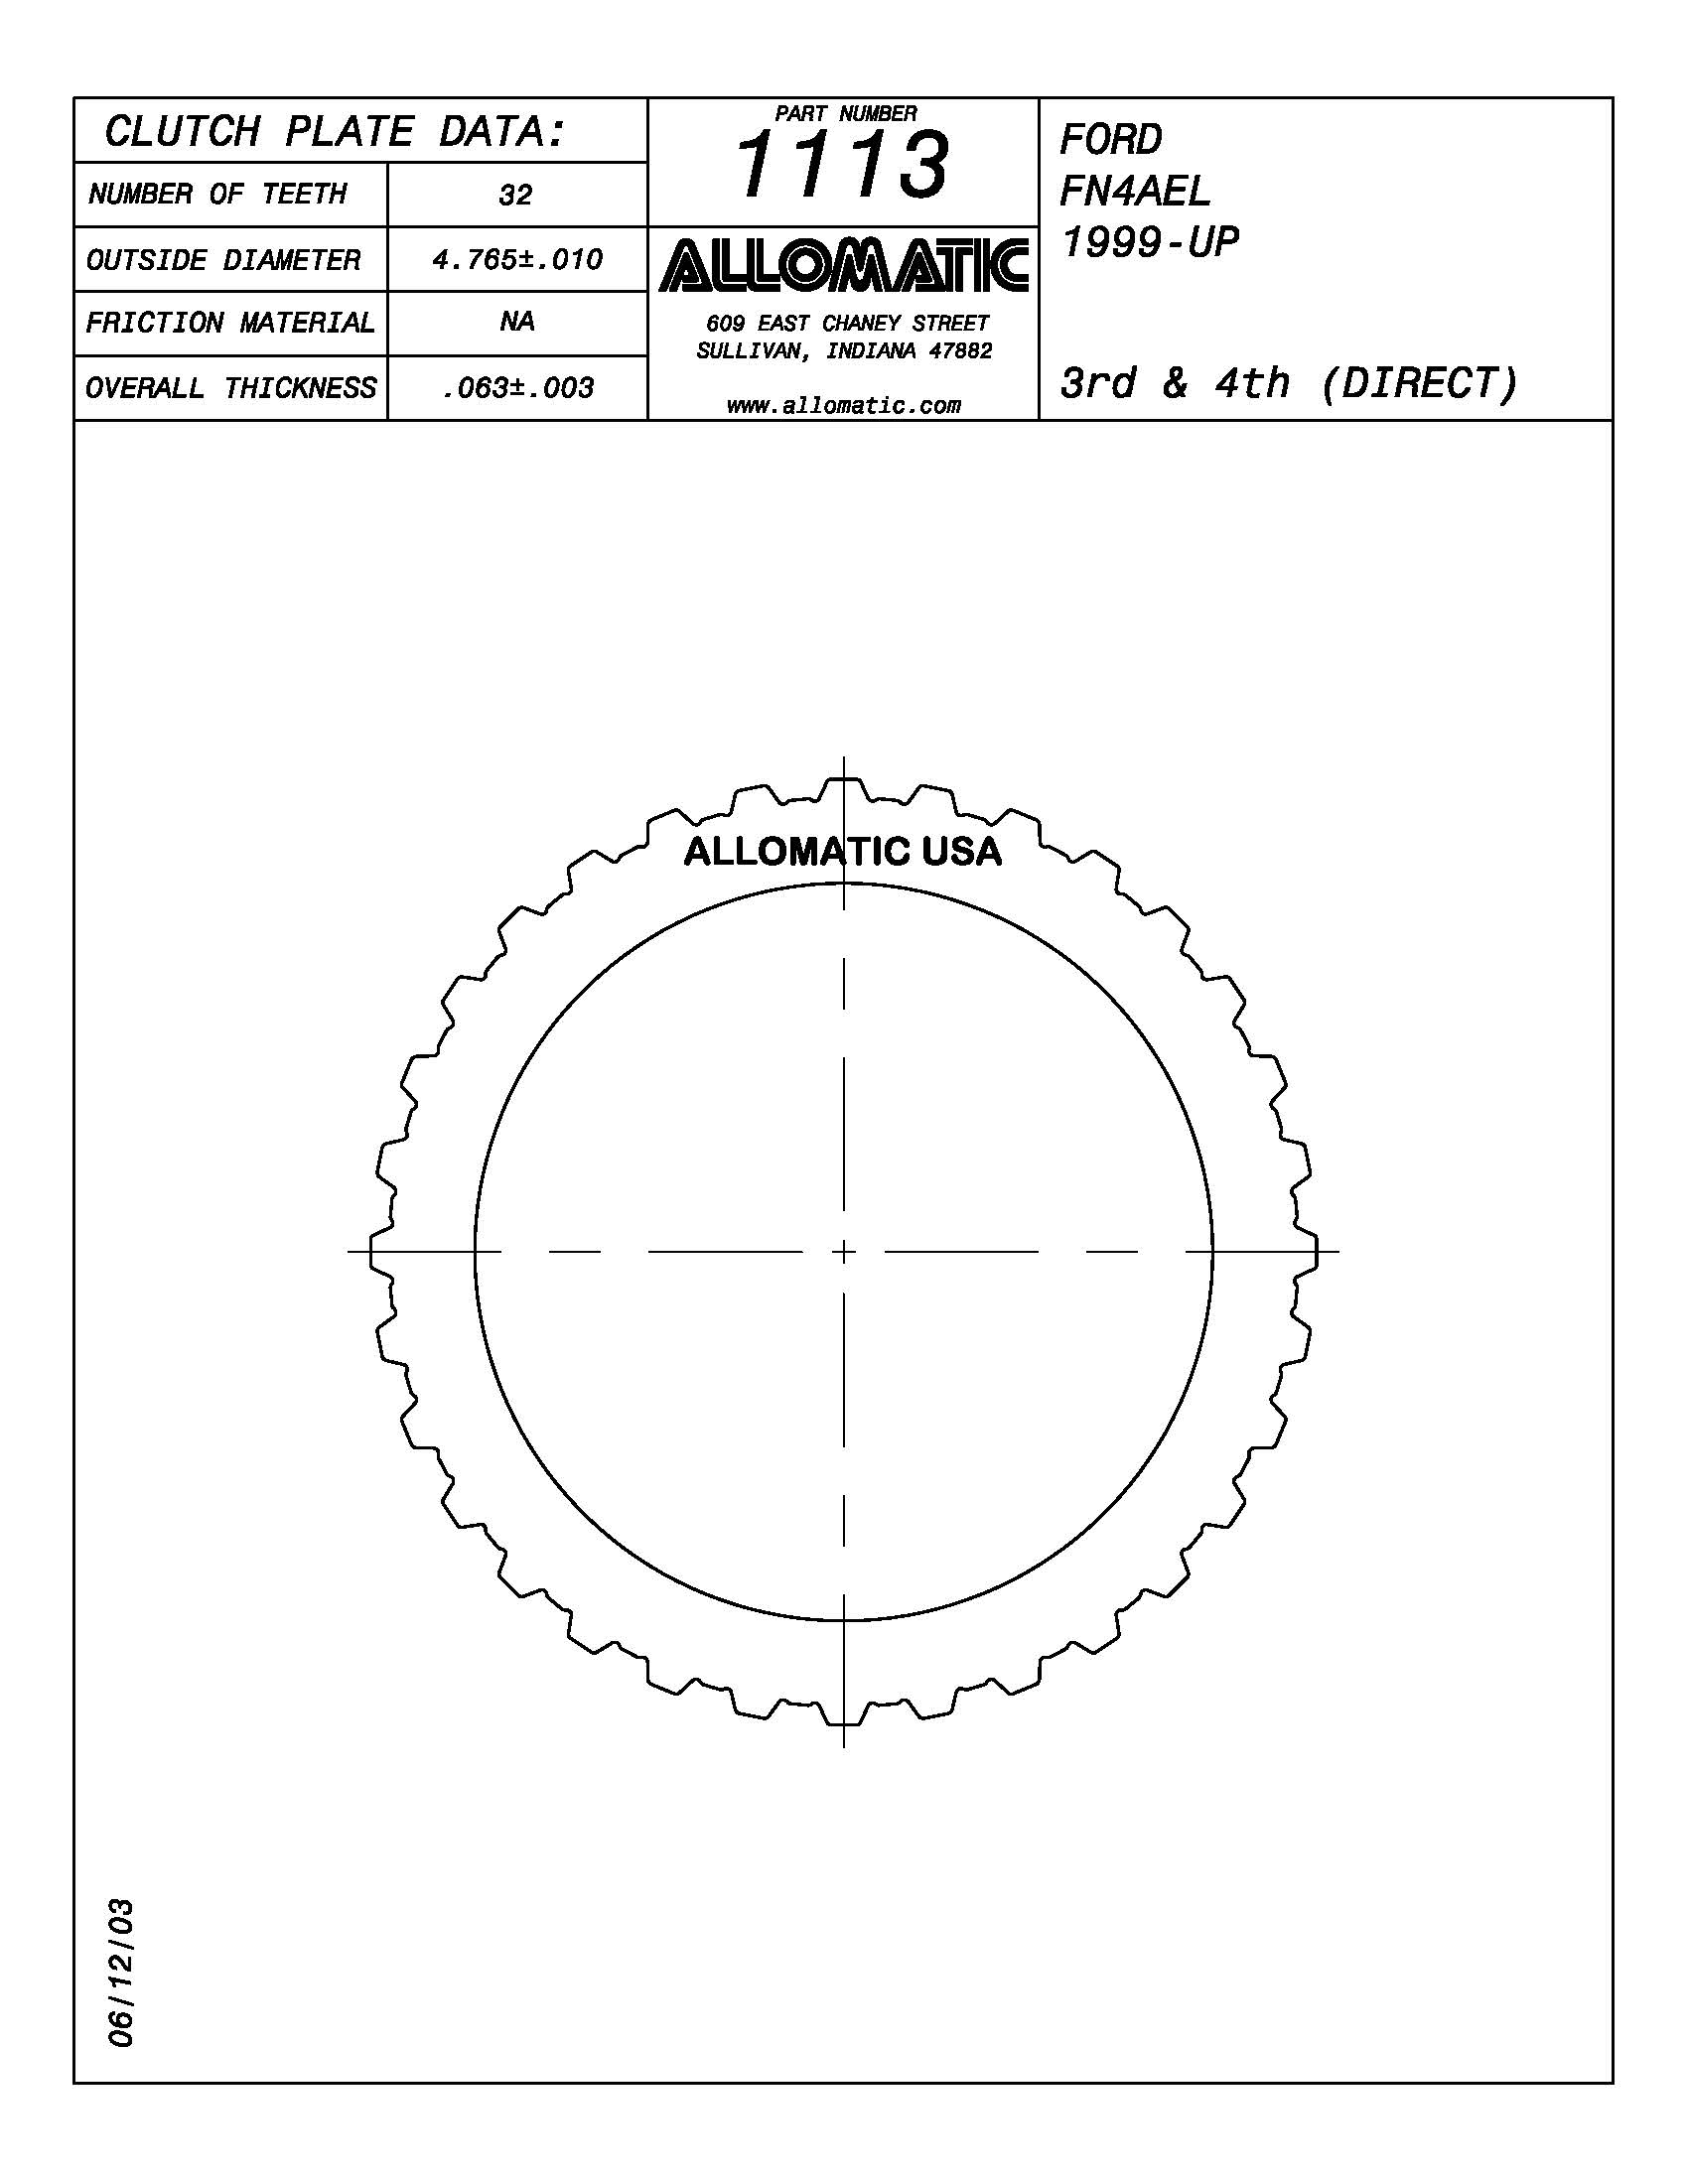 CLUTCH PLATE DATA:
NUMBER OF TEETH 32
OUTSIDE DIAMETER 4.765±.010
FRICTION MATERIAL NA
OVERALL THICKNESS .063±.003
PART NUMBER
1113
ALLOMATIC
609 EAST CHANEY STREET
SULLIVAN, INDIANA 47882
www.allomatic.com
FORD
FN4AEL
1999-UP
3rd & 4th (DIRECT)
ALLOMATIC USA
06/12/03